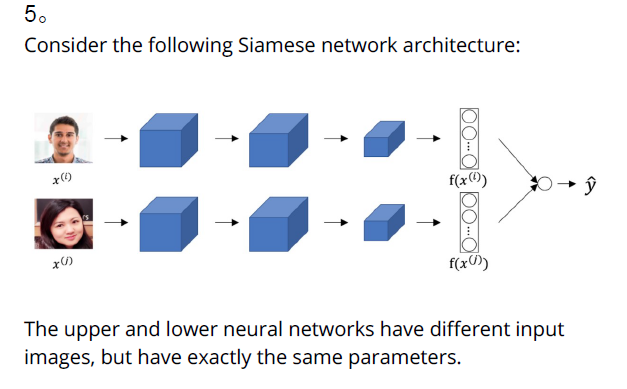 5。
Consider the following Siamese network architecture:
x⁽ⁱ⁾
f(x⁽ⁱ⁾)
ŷ
x⁽ʲ⁾
f(x⁽ʲ⁾)
The upper and lower neural networks have different input
images, but have exactly the same parameters.